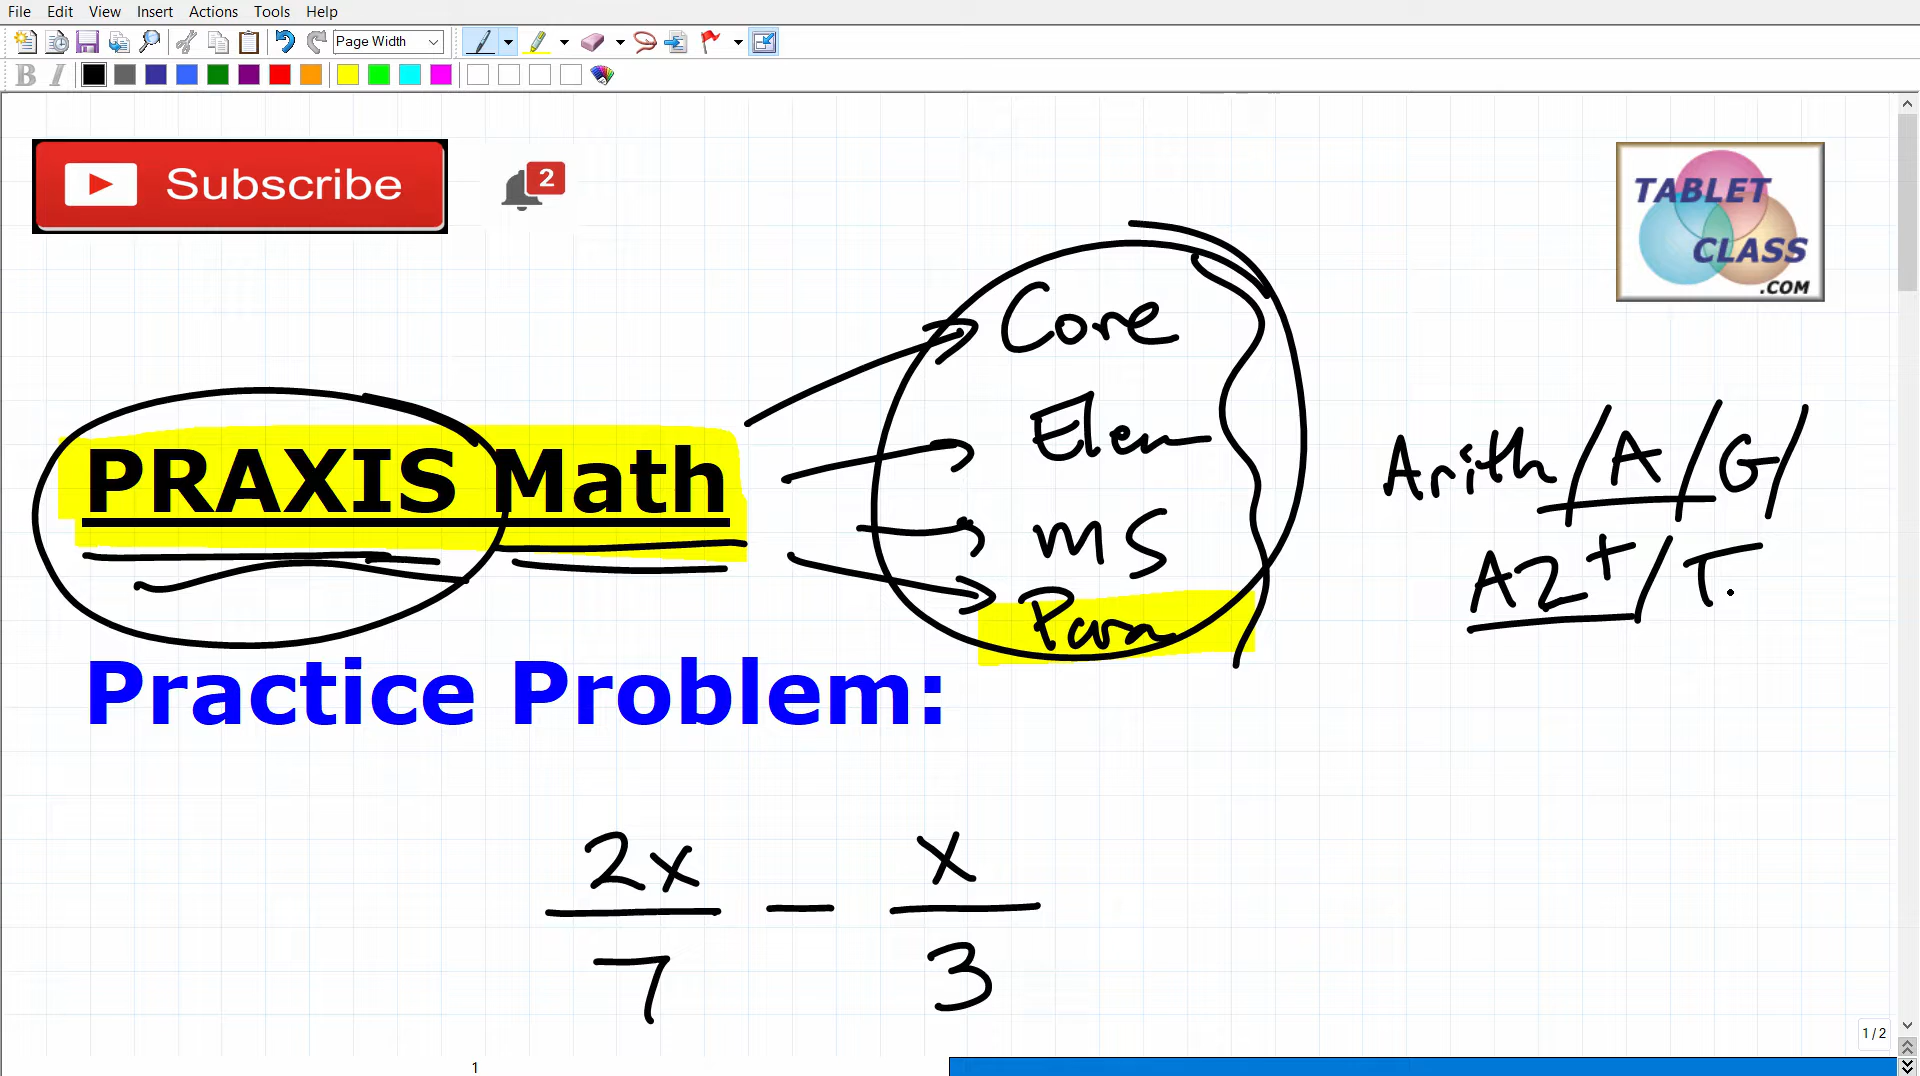 File Edit View Insert Actions Tools Help
Page Width
B I
Subscribe
2
TABLET
CLASS
.COM
Core
Elem
PRAXIS Math
MS
Para
Arith/A/G/
A2+/T.
Practice Problem:
2x/7 - x/3
1/2
1